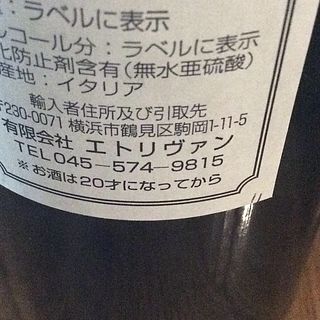 ：ラベルに表示
レコール分：ラベルに表示
化防止剤含有（無水亜硫酸）
産地：イタリア
輸入者住所及び引取先
〒230-0071 横浜市鶴見区駒岡1-11-5
有限会社 エトリヴァン
TEL045-574-9815
※お酒は20才になってから